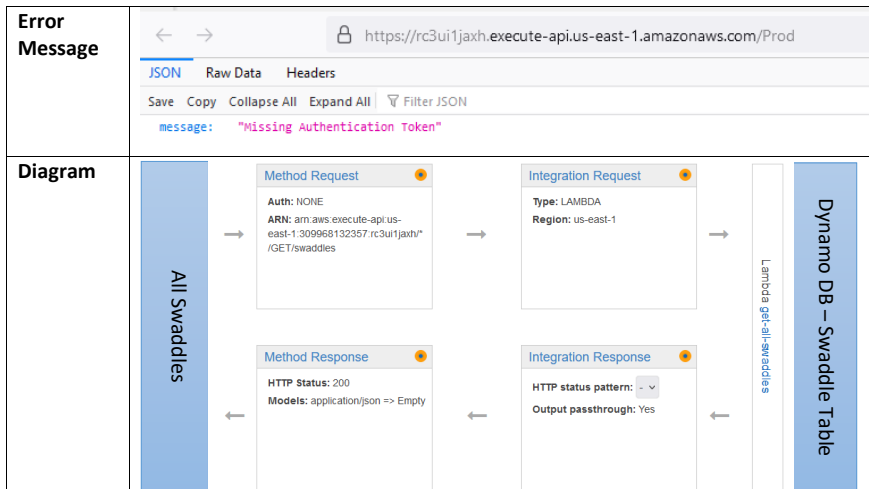 Error
Message
https://rc3ui1jaxh.execute-api.us-east-1.amazonaws.com/Prod
JSON Raw Data Headers
Save Copy Collapse All Expand All Filter JSON
message: "Missing Authentication Token"
Diagram
All Swaddles
Method Request
Auth: NONE
ARN: arn:aws:execute-api:us-
east-1:309968132357:rc3ui1jaxh/*
/GET/swaddles
Integration Request
Type: LAMBDA
Region: us-east-1
Method Response
HTTP Status: 200
Models: application/json => Empty
Integration Response
HTTP status pattern: -
Output passthrough: Yes
Lambda get-all-swaddles
Dynamo DB – Swaddle Table